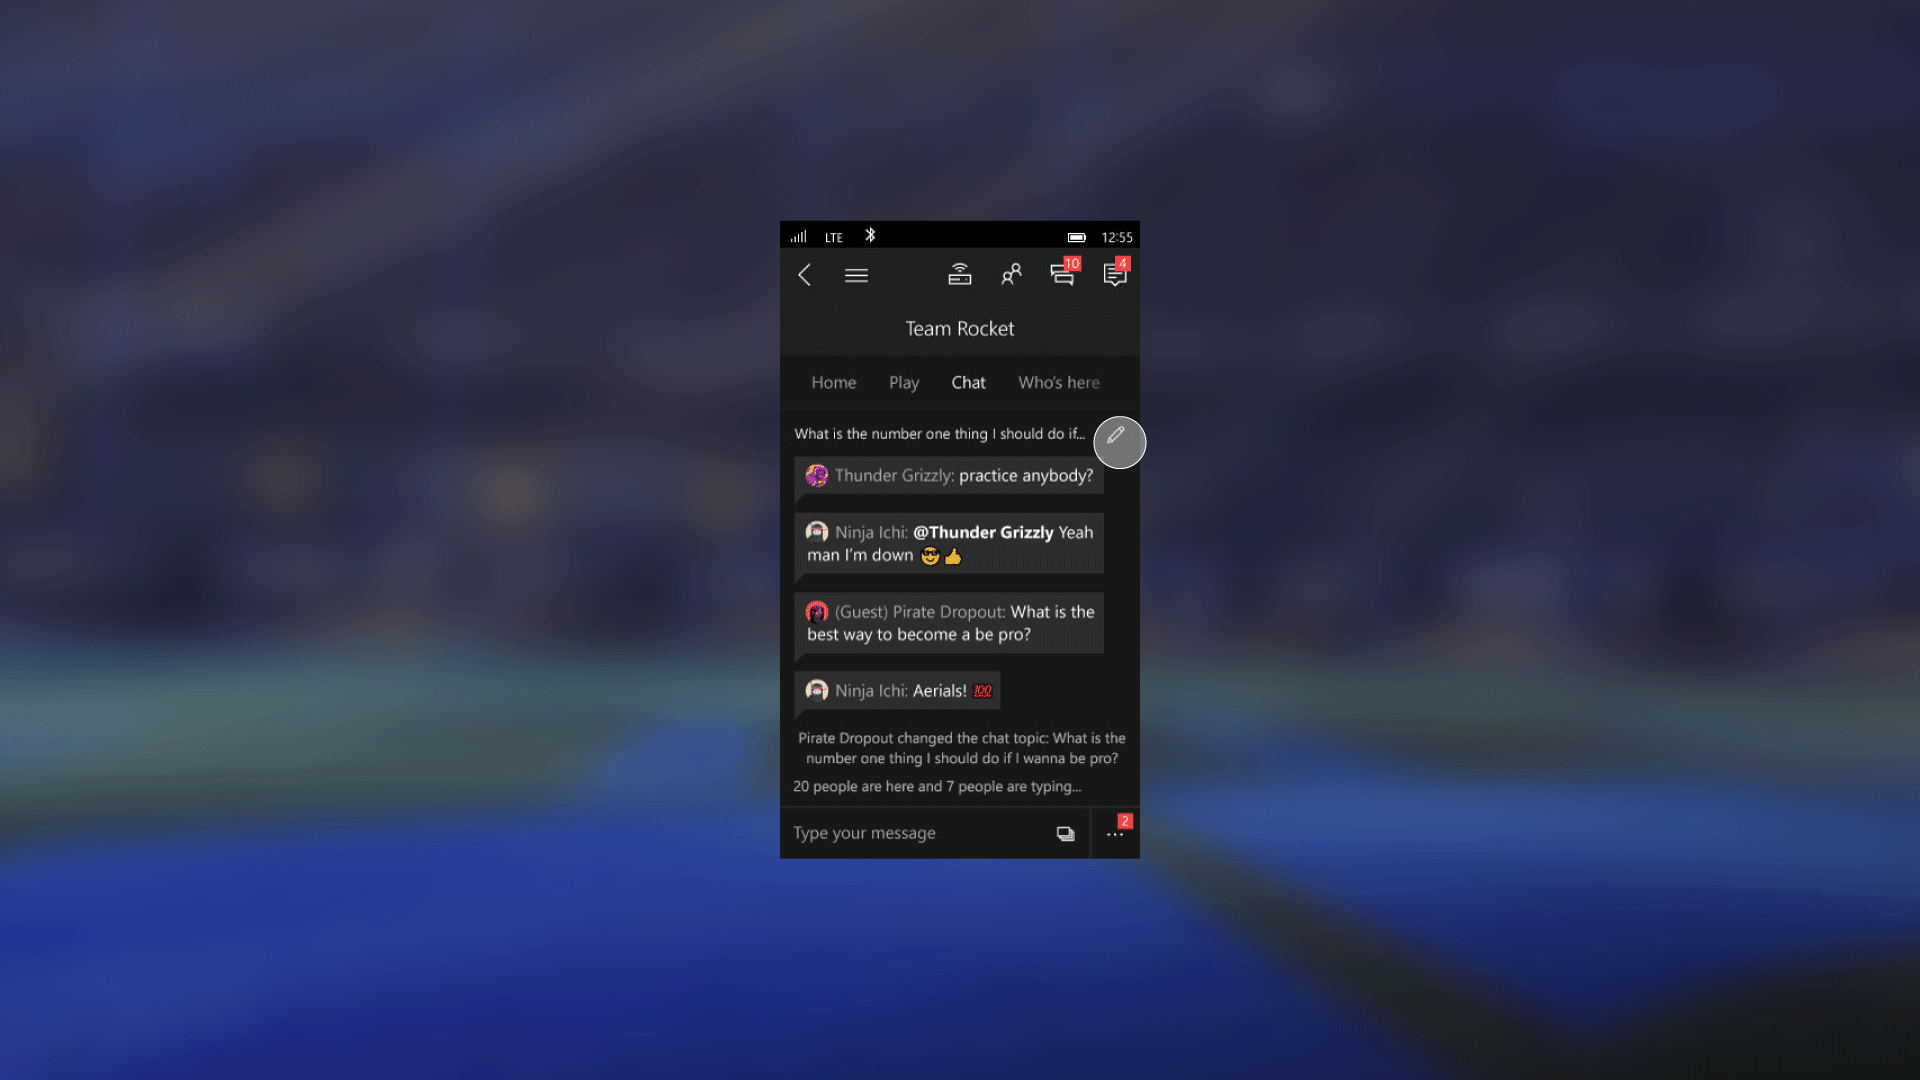 LTE 12:55
10 4
Team Rocket
Home Play Chat Who's here
What is the number one thing I should do if...
Thunder Grizzly: practice anybody?
Ninja Ichi: @Thunder Grizzly Yeah
man I'm down 😎👍
(Guest) Pirate Dropout: What is the
best way to become a be pro?
Ninja Ichi: Aerials! 💯
Pirate Dropout changed the chat topic: What is the
number one thing I should do if I wanna be pro?
20 people are here and 7 people are typing...
Type your message
2